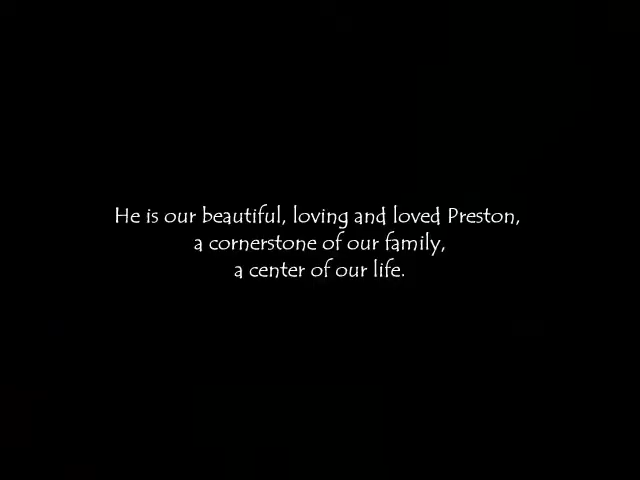 He is our beautiful, loving and loved Preston,
a cornerstone of our family,
a center of our life.